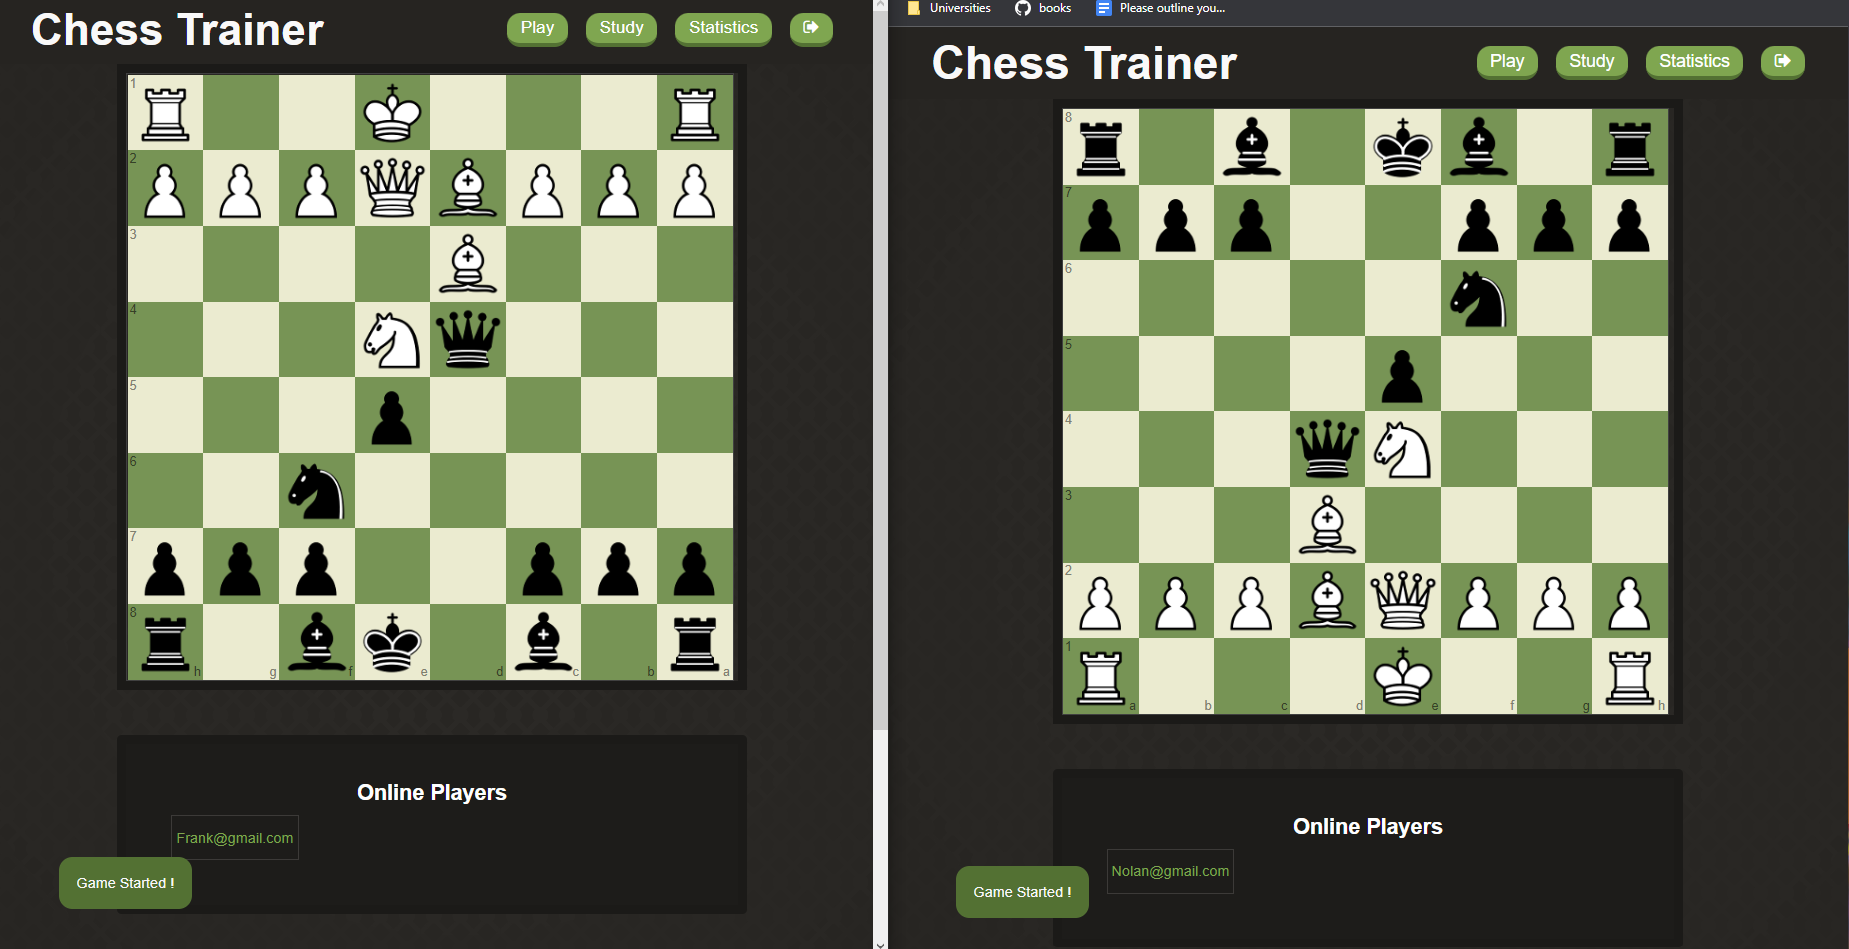 Chess Trainer
Play Study Statistics
1
2
3
4
5
6
7
8
h g f e d c b a
Online Players
Frank@gmail.com
Game Started !
Universities books Please outline you...
Chess Trainer
Play Study Statistics
8
7
6
5
4
3
2
1
a b c d e f g h
Online Players
Nolan@gmail.com
Game Started !